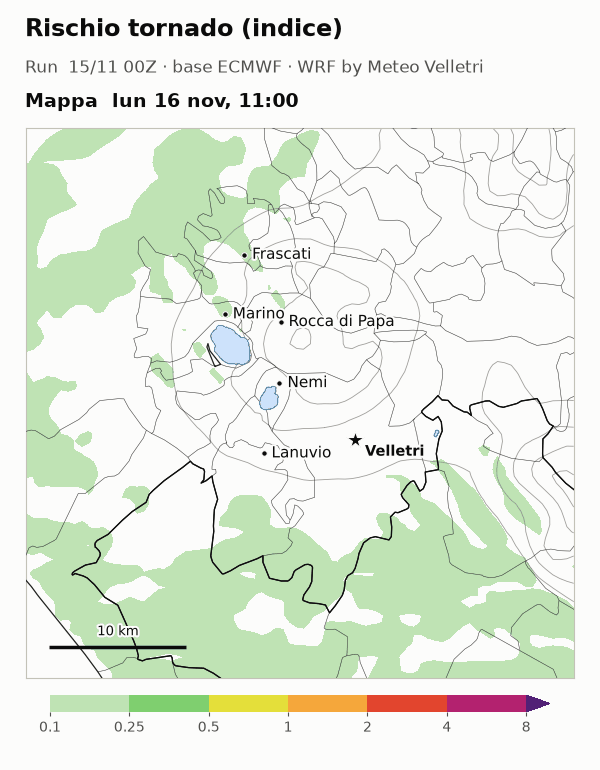 Rischio tornado (indice)
Run  15/11 00Z · base ECMWF · WRF by Meteo Velletri
Mappa  lun 16 nov, 11:00
Frascati
Marino
Rocca di Papa
Nemi
Velletri
Lanuvio
10 km
0.1 0.25 0.5 1 2 4 8